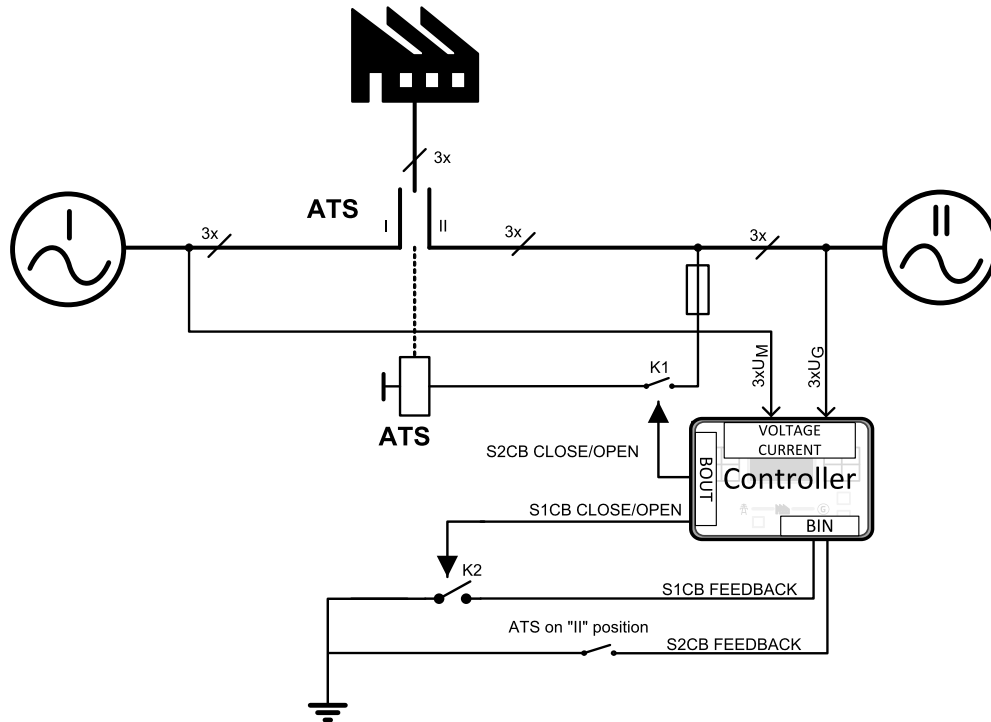 3x
ATS
I
II
I
3x
3x
3x
II
K1
3xUM
3xUG
ATS
VOLTAGE
CURRENT
S2CB CLOSE/OPEN
BOUT
Controller
G
S1CB CLOSE/OPEN
BIN
K2
S1CB FEEDBACK
ATS on "II" position
S2CB FEEDBACK